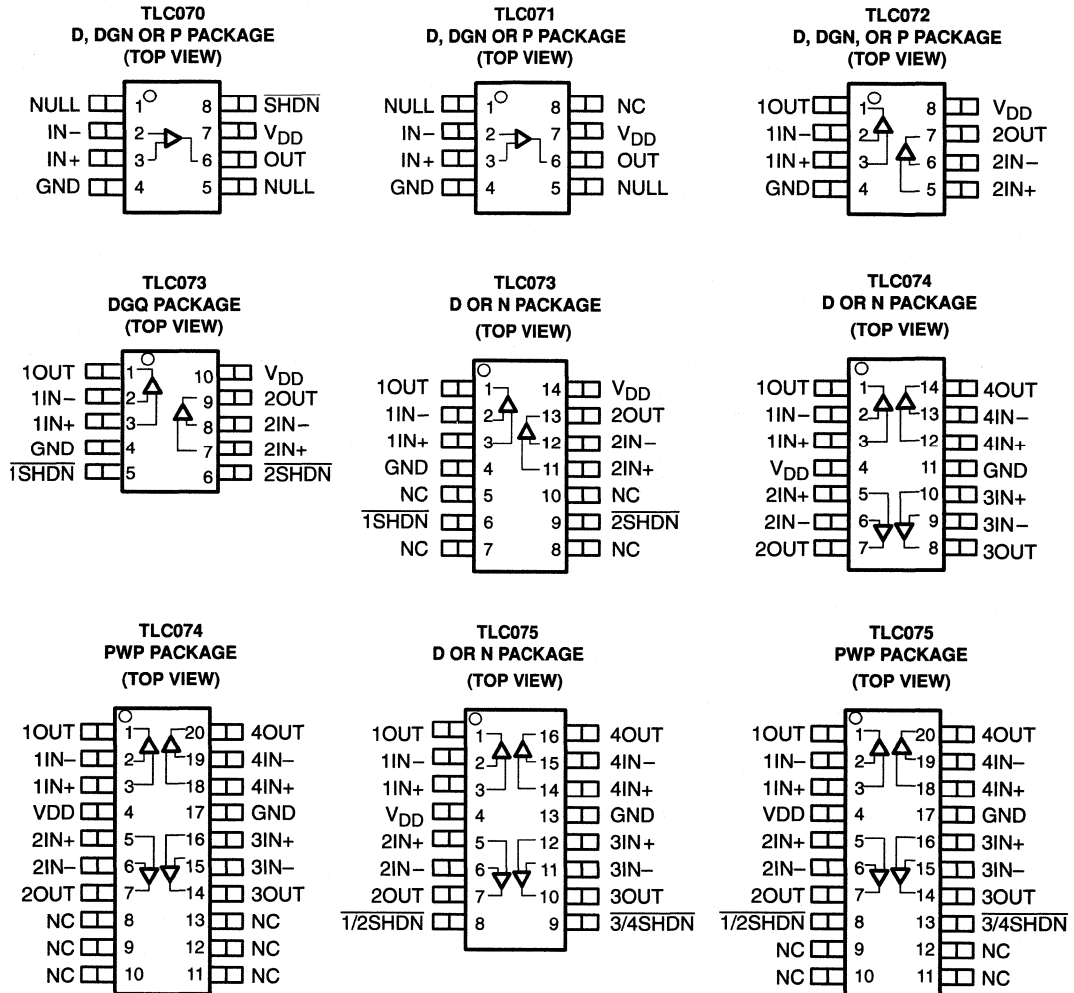 TLC070
D, DGN OR P PACKAGE
(TOP VIEW)
NULL 1 8 SHDN
IN− 2 7 VDD
IN+ 3 6 OUT
GND 4 5 NULL
TLC071
D, DGN OR P PACKAGE
(TOP VIEW)
NULL 1 8 NC
IN− 2 7 VDD
IN+ 3 6 OUT
GND 4 5 NULL
TLC072
D, DGN, OR P PACKAGE
(TOP VIEW)
1OUT 1 8 VDD
1IN− 2 7 2OUT
1IN+ 3 6 2IN−
GND 4 5 2IN+
TLC073
DGQ PACKAGE
(TOP VIEW)
1OUT 1 10 VDD
1IN− 2 9 2OUT
1IN+ 3 8 2IN−
GND 4 7 2IN+
1SHDN 5 6 2SHDN
TLC073
D OR N PACKAGE
(TOP VIEW)
1OUT 1 14 VDD
1IN− 2 13 2OUT
1IN+ 3 12 2IN−
GND 4 11 2IN+
NC 5 10 NC
1SHDN 6 9 2SHDN
NC 7 8 NC
TLC074
D OR N PACKAGE
(TOP VIEW)
1OUT 1 14 4OUT
1IN− 2 13 4IN−
1IN+ 3 12 4IN+
VDD 4 11 GND
2IN+ 5 10 3IN+
2IN− 6 9 3IN−
2OUT 7 8 3OUT
TLC074
PWP PACKAGE
(TOP VIEW)
1OUT 1 20 4OUT
1IN− 2 19 4IN−
1IN+ 3 18 4IN+
VDD 4 17 GND
2IN+ 5 16 3IN+
2IN− 6 15 3IN−
2OUT 7 14 3OUT
NC 8 13 NC
NC 9 12 NC
NC 10 11 NC
TLC075
D OR N PACKAGE
(TOP VIEW)
1OUT 1 16 4OUT
1IN− 2 15 4IN−
1IN+ 3 14 4IN+
VDD 4 13 GND
2IN+ 5 12 3IN+
2IN− 6 11 3IN−
2OUT 7 10 3OUT
1/2SHDN 8 9 3/4SHDN
TLC075
PWP PACKAGE
(TOP VIEW)
1OUT 1 20 4OUT
1IN− 2 19 4IN−
1IN+ 3 18 4IN+
VDD 4 17 GND
2IN+ 5 16 3IN+
2IN− 6 15 3IN−
2OUT 7 14 3OUT
1/2SHDN 8 13 3/4SHDN
NC 9 12 NC
NC 10 11 NC